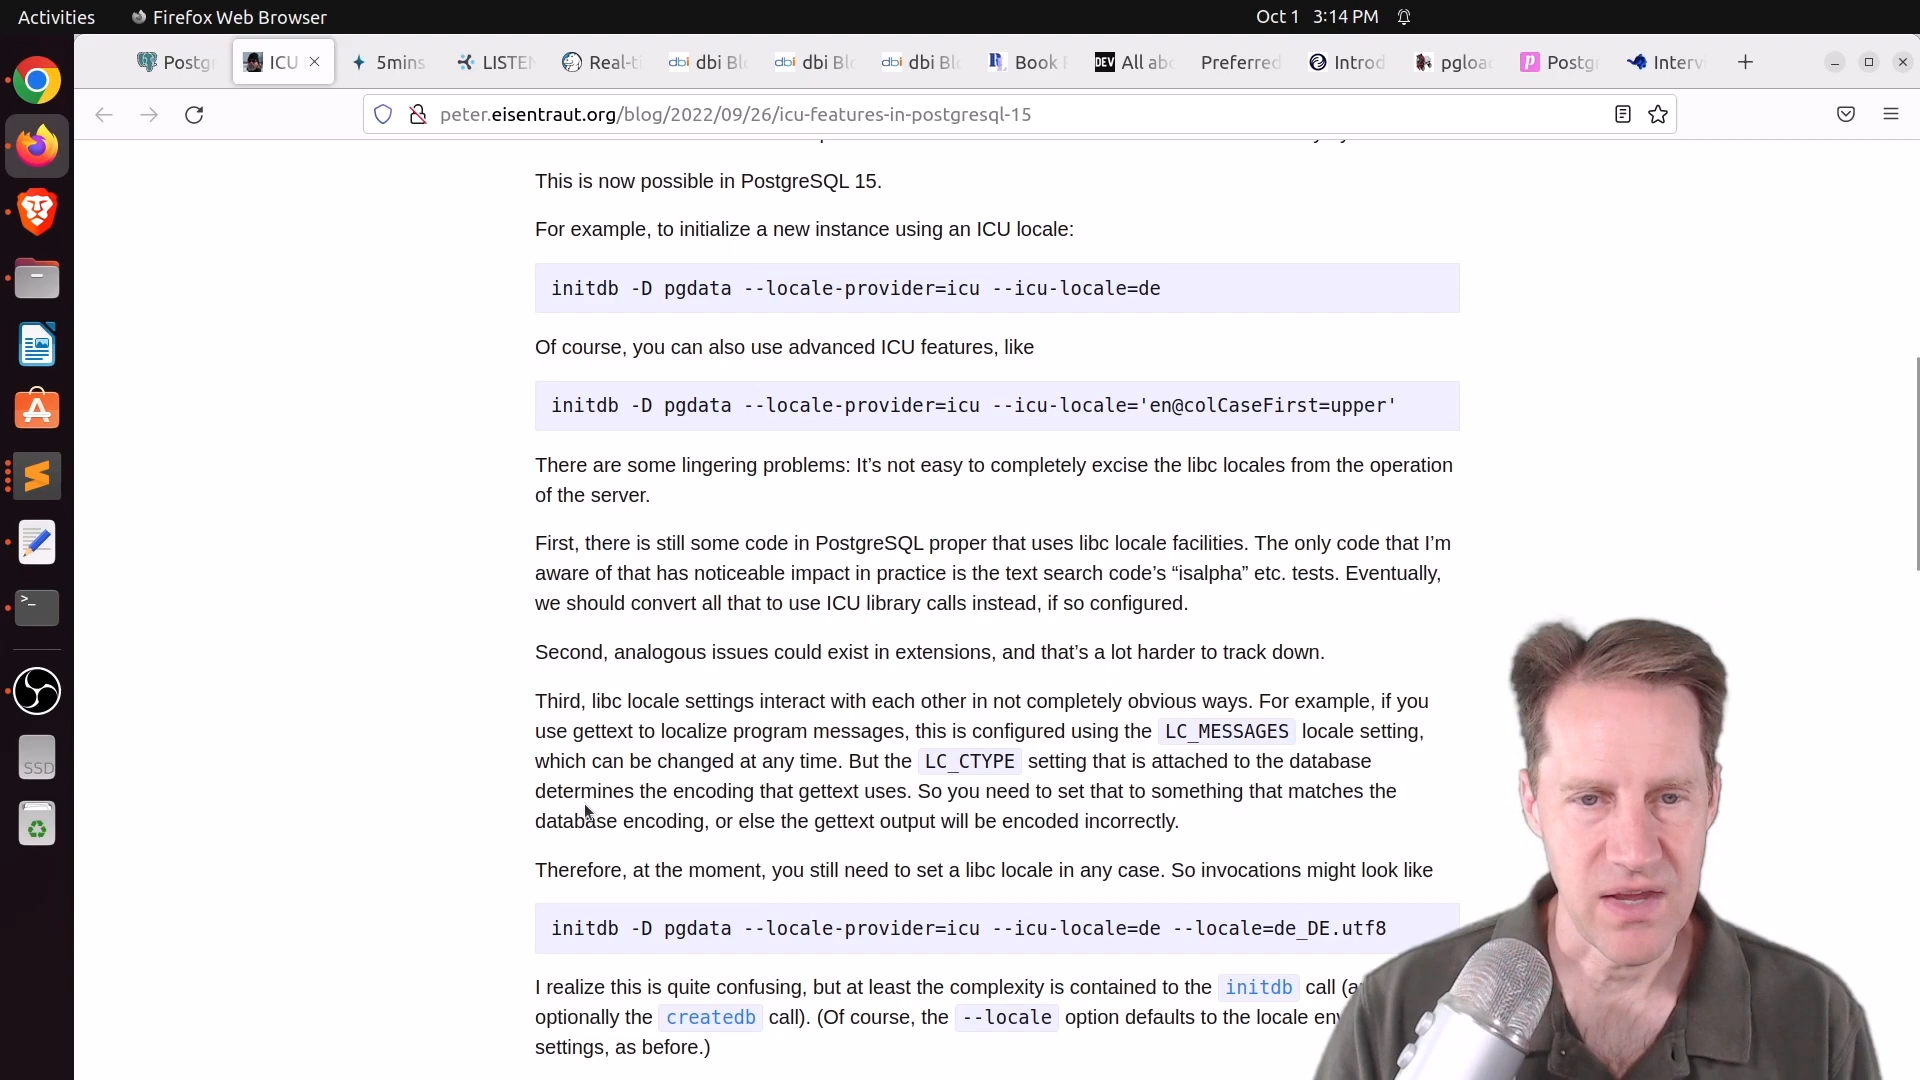 Activities
Firefox Web Browser
Oct 1 3:14 PM
Postgr
ICU
5mins
LISTEN
Real-ti
dbi Blo
dbi Blo
dbi Blo
Book
DEV All abo
Preferred
Introd
pgload
Postgr
Intervi
peter.eisentraut.org/blog/2022/09/26/icu-features-in-postgresql-15
This is now possible in PostgreSQL 15.
For example, to initialize a new instance using an ICU locale:
initdb -D pgdata --locale-provider=icu --icu-locale=de
Of course, you can also use advanced ICU features, like
initdb -D pgdata --locale-provider=icu --icu-locale='en@colCaseFirst=upper'
There are some lingering problems: It’s not easy to completely excise the libc locales from the operation
of the server.
First, there is still some code in PostgreSQL proper that uses libc locale facilities. The only code that I’m
aware of that has noticeable impact in practice is the text search code’s “isalpha” etc. tests. Eventually,
we should convert all that to use ICU library calls instead, if so configured.
Second, analogous issues could exist in extensions, and that’s a lot harder to track down.
Third, libc locale settings interact with each other in not completely obvious ways. For example, if you
use gettext to localize program messages, this is configured using the LC_MESSAGES locale setting,
which can be changed at any time. But the LC_CTYPE setting that is attached to the database
determines the encoding that gettext uses. So you need to set that to something that matches the
database encoding, or else the gettext output will be encoded incorrectly.
Therefore, at the moment, you still need to set a libc locale in any case. So invocations might look like
initdb -D pgdata --locale-provider=icu --icu-locale=de --locale=de_DE.utf8
I realize this is quite confusing, but at least the complexity is contained to the initdb call (a
optionally the createdb call). (Of course, the --locale option defaults to the locale env
settings, as before.)
SSD